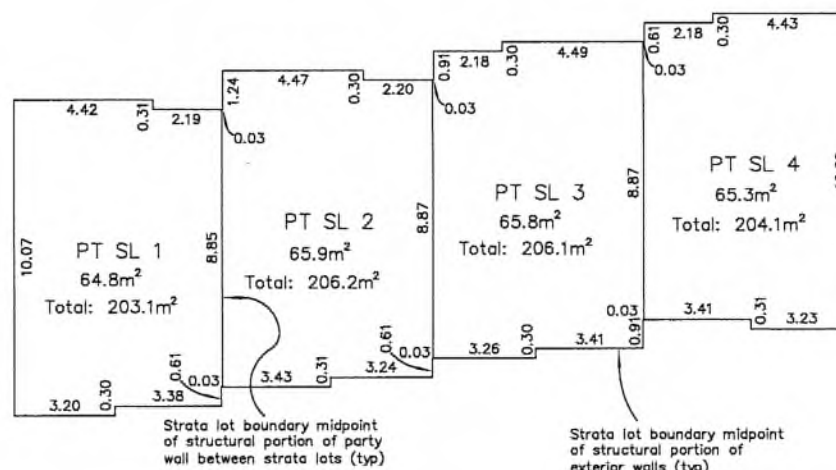 4.43
0.61
2.18
0.30
4.49
0.91
2.18
0.30
0.03
4.47
0.30
2.20
0.03
1.24
4.42
0.31
2.19
0.03
PT SL 1
64.8m²
Total: 203.1m²
10.07
8.85
PT SL 2
65.9m²
Total: 206.2m²
8.87
PT SL 3
65.8m²
Total: 206.1m²
8.87
PT SL 4
65.3m²
Total: 204.1m²
0.03
0.91
3.41
0.31
3.23
0.61
0.03
3.26
0.30
3.41
0.61
0.03
3.43
0.31
3.24
3.20
0.30
3.38
Strata lot boundary midpoint
of structural portion of party
wall between strata lots (typ)
Strata lot boundary midpoint
of structural portion of
exterior walls (typ)